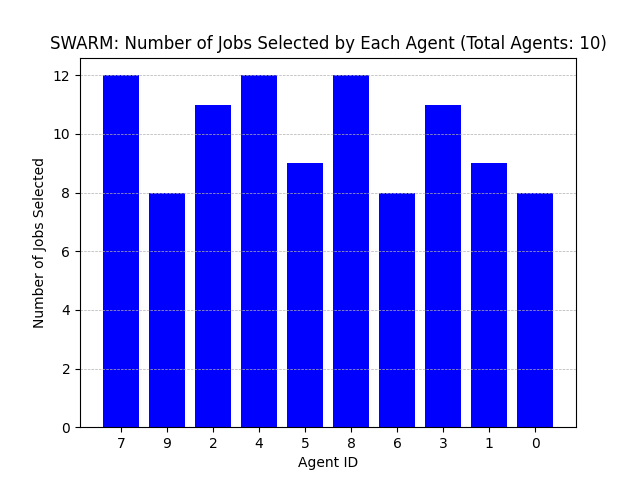 SWARM: Number of Jobs Selected by Each Agent (Total Agents: 10)
12
10
8
6
4
2
0
Number of Jobs Selected
7 9 2 4 5 8 6 3 1 0
Agent ID